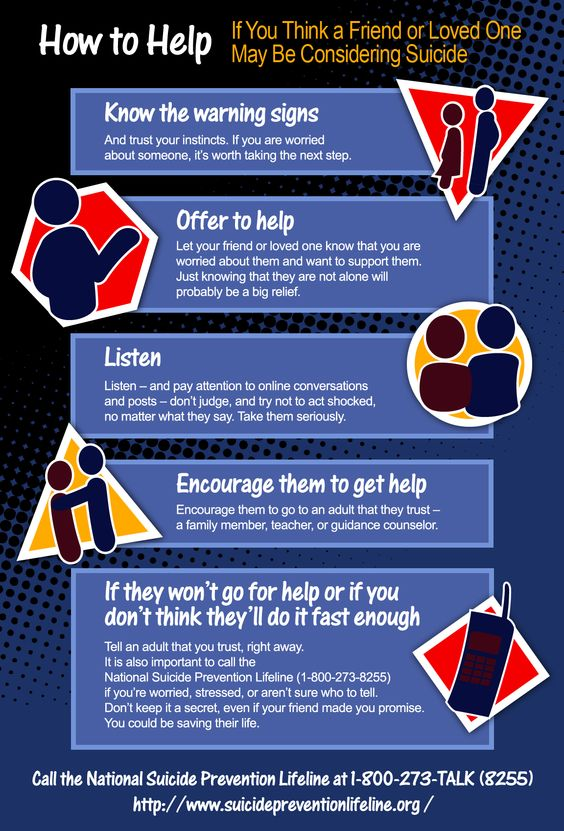 How to Help
If You Think a Friend or Loved One
May Be Considering Suicide
Know the warning signs
And trust your instincts. If you are worried
about someone, it's worth taking the next step.
Offer to help
Let your friend or loved one know that you are
worried about them and want to support them.
Just knowing that they are not alone will
probably be a big relief.
Listen
Listen – and pay attention to online conversations
and posts – don't judge, and try not to act shocked,
no matter what they say. Take them seriously.
Encourage them to get help
Encourage them to go to an adult that they trust –
a family member, teacher, or guidance counselor.
If they won't go for help or if you
don't think they'll do it fast enough
Tell an adult that you trust, right away.
It is also important to call the
National Suicide Prevention Lifeline (1-800-273-8255)
if you're worried, stressed, or aren't sure who to tell.
Don't keep it a secret, even if your friend made you promise.
You could be saving their life.
Call the National Suicide Prevention Lifeline at 1-800-273-TALK (8255)
http://www.suicidepreventionlifeline.org/